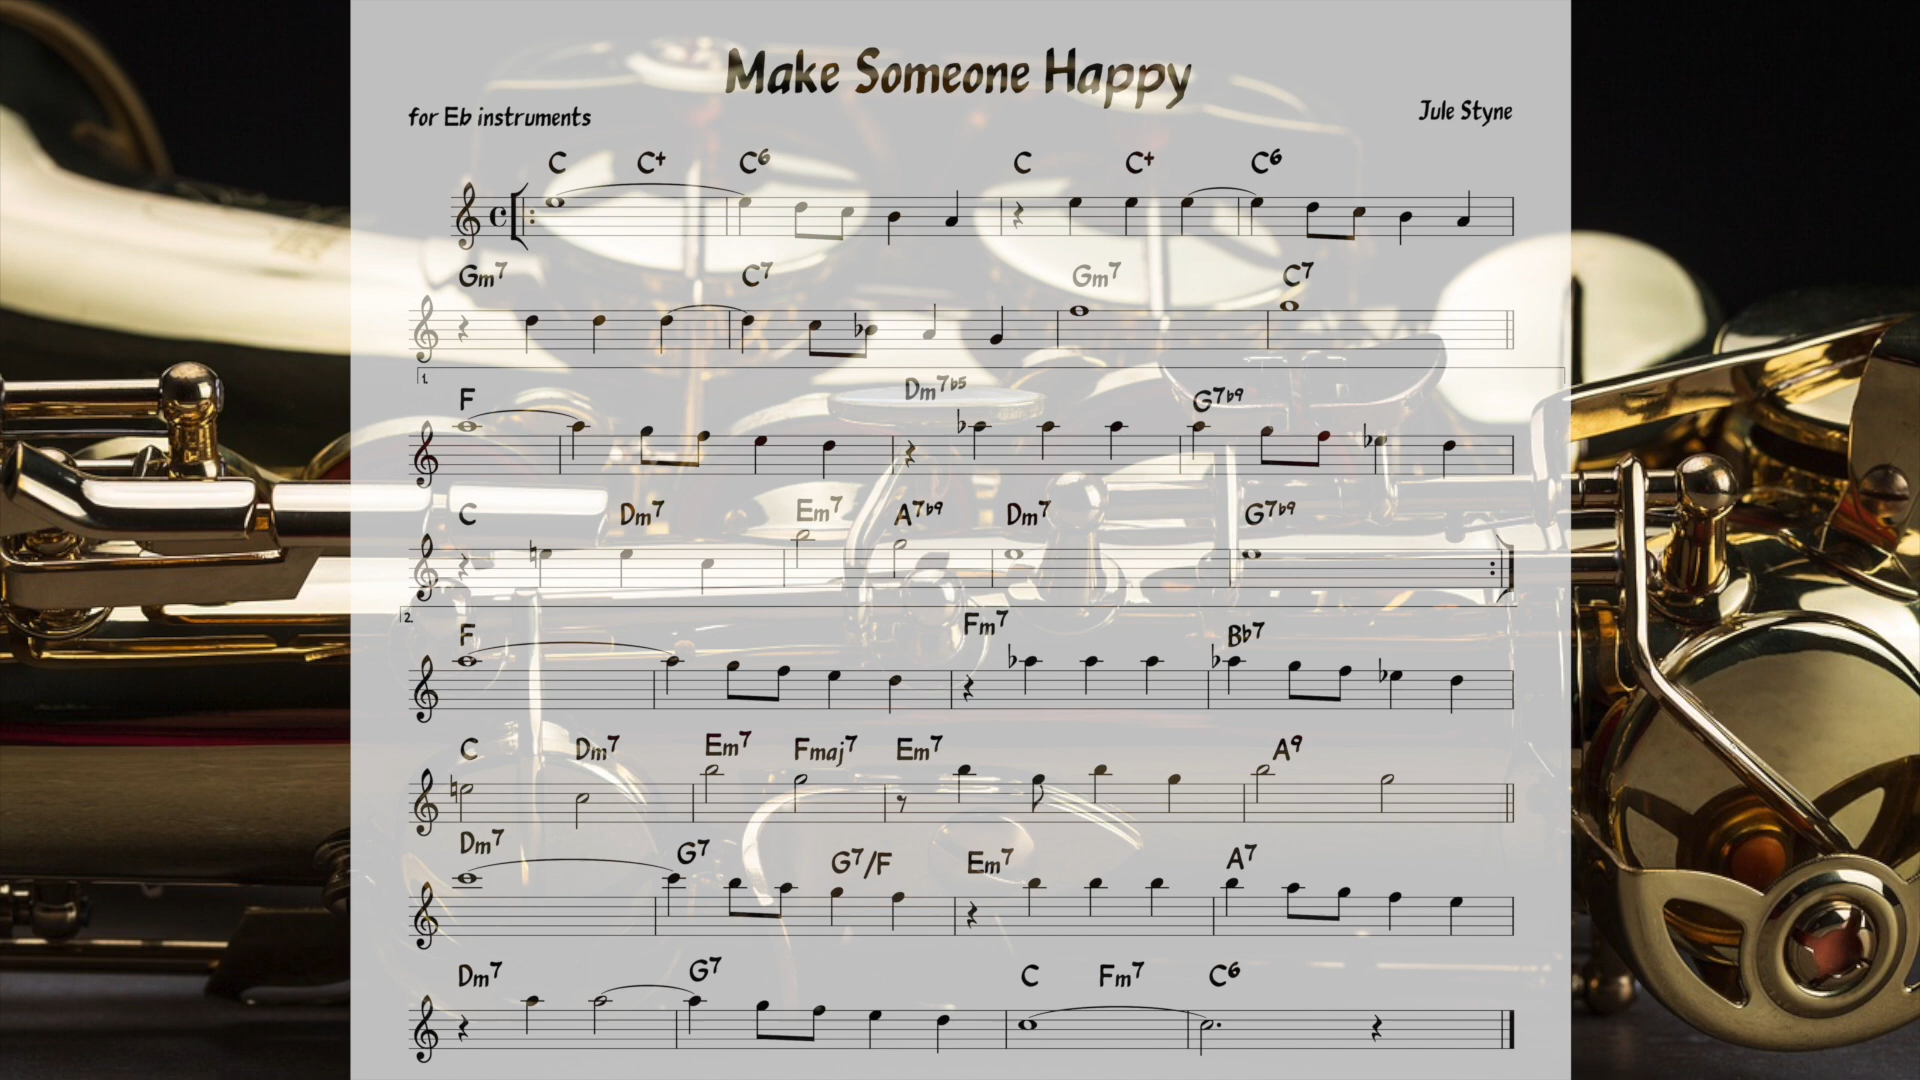 Make Someone Happy
for Eb instruments
Jule Styne
C C+ C6 C C+ C6
Gm7 C7 Gm7 C7
1.
F Dm7b5 G7b9
C Dm7 Em7 A7b9 Dm7 G7b9
2.
F Fm7 Bb7
C Dm7 Em7 Fmaj7 Em7 A9
Dm7 G7 G7/F Em7 A7
Dm7 G7 C Fm7 C6